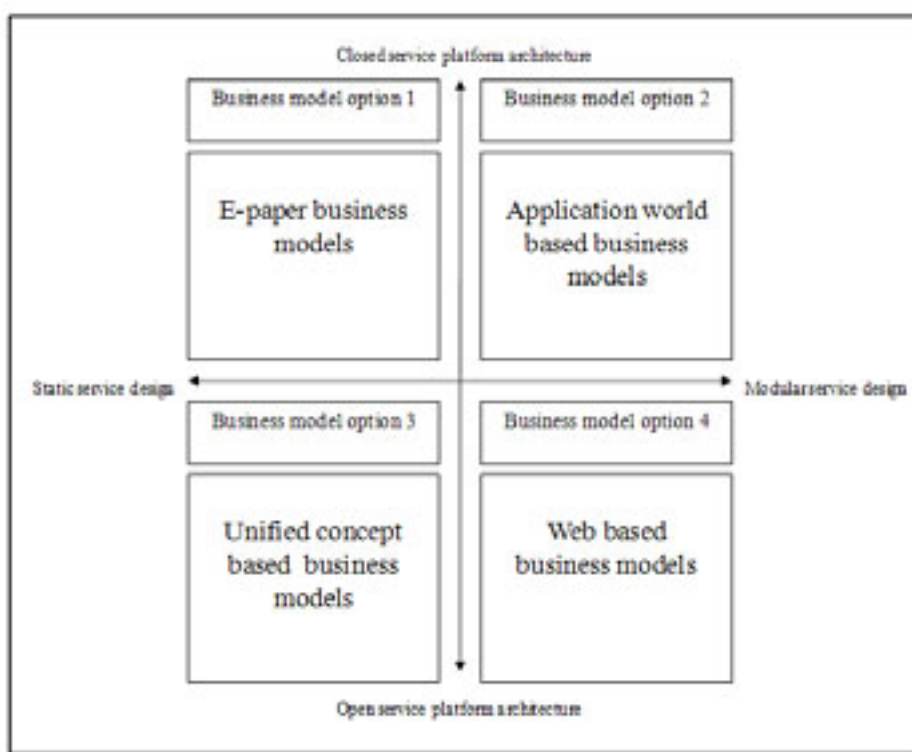 Closed service platform architecture
Business model option 1
Business model option 2
E-paper business
models
Application world
based business
models
Static service design
Modular service design
Business model option 3
Business model option 4
Unified concept
based business
models
Web based
business models
Open service platform architecture